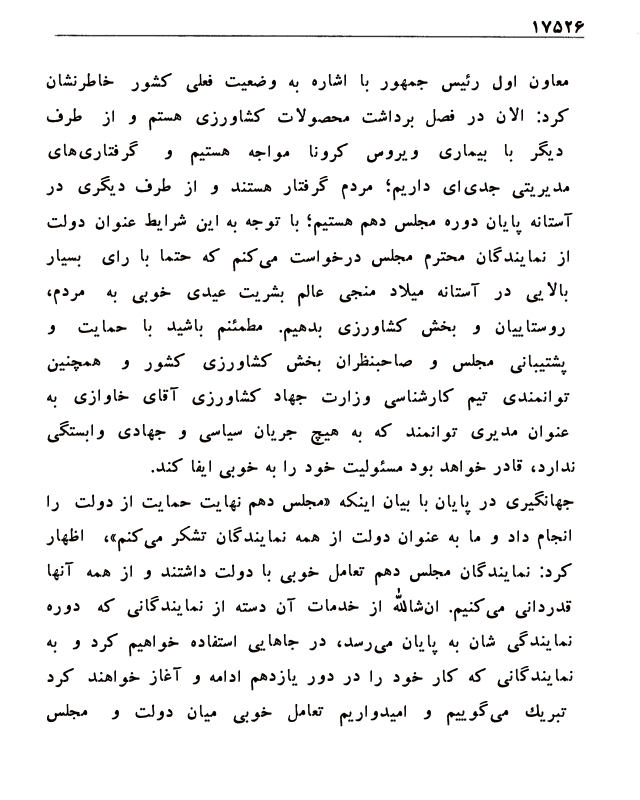 ۱۷۵۲۶
معاون اول رئیس جمهور با اشاره به وضعیت فعلی کشور خاطرنشان
کرد: الان در فصل برداشت محصولات کشاورزی هستم و از طرف
دیگر با بیماری ویروس کرونا مواجه هستیم و گرفتاری‌های
مدیریتی جدی‌ای داریم؛ مردم گرفتار هستند و از طرف دیگری در
آستانه پایان دوره مجلس دهم هستیم؛ با توجه به این شرایط عنوان دولت
از نمایندگان محترم مجلس درخواست می‌کنم که حتما با رای بسیار
بالایی در آستانه میلاد منجی عالم بشریت عیدی خوبی به مردم،
روستاییان و بخش کشاورزی بدهیم. مطمئنم باشید با حمایت و
پشتیبانی مجلس و صاحبنظران بخش کشاورزی کشور و همچنین
توانمندی تیم کارشناسی وزارت جهاد کشاورزی آقای خاوازی به
عنوان مدیری توانمند که به هیچ جریان سیاسی و جهادی وابستگی
ندارد، قادر خواهد بود مسئولیت خود را به خوبی ایفا کند.
جهانگیری در پایان با بیان اینکه «مجلس دهم نهایت حمایت از دولت را
انجام داد و ما به عنوان دولت از همه نمایندگان تشکر می‌کنم»، اظهار
کرد: نمایندگان مجلس دهم تعامل خوبی با دولت داشتند و از همه آنها
قدردانی می‌کنیم. ان‌شاالله از خدمات آن دسته از نمایندگانی که دوره
نمایندگی شان به پایان می‌رسد، در جاهایی استفاده خواهیم کرد و به
نمایندگانی که کار خود را در دور یازدهم ادامه و آغاز خواهند کرد
تبریك می‌گوییم و امیدواریم تعامل خوبی میان دولت و مجلس